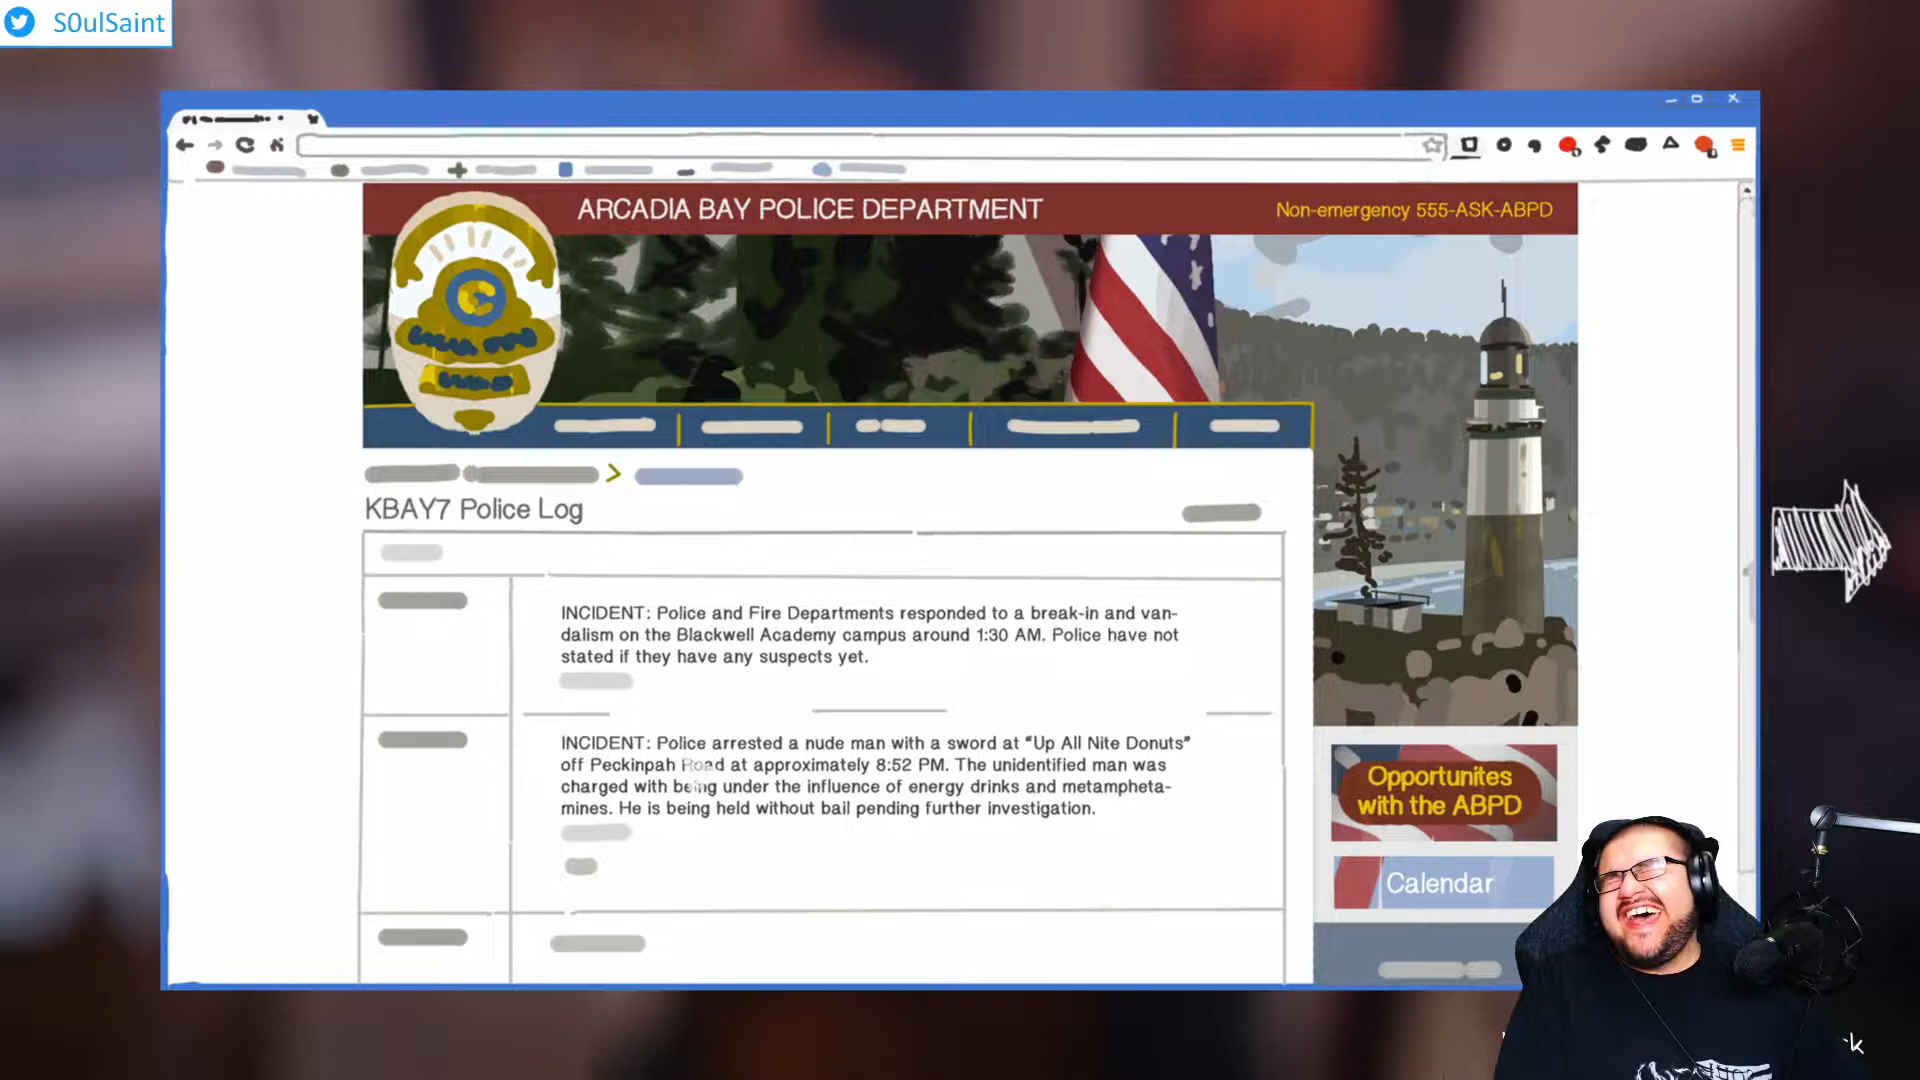 S0ulSaint
ARCADIA BAY POLICE DEPARTMENT
Non-emergency 555-ASK-ABPD
KBAY7 Police Log
INCIDENT: Police and Fire Departments responded to a break-in and van-
dalism on the Blackwell Academy campus around 1:30 AM. Police have not
stated if they have any suspects yet.
INCIDENT: Police arrested a nude man with a sword at “Up All Nite Donuts”
off Peckinpah Road at approximately 8:52 PM. The unidentified man was
charged with being under the influence of energy drinks and metampheta-
mines. He is being held without bail pending further investigation.
Opportunites
with the ABPD
Calendar